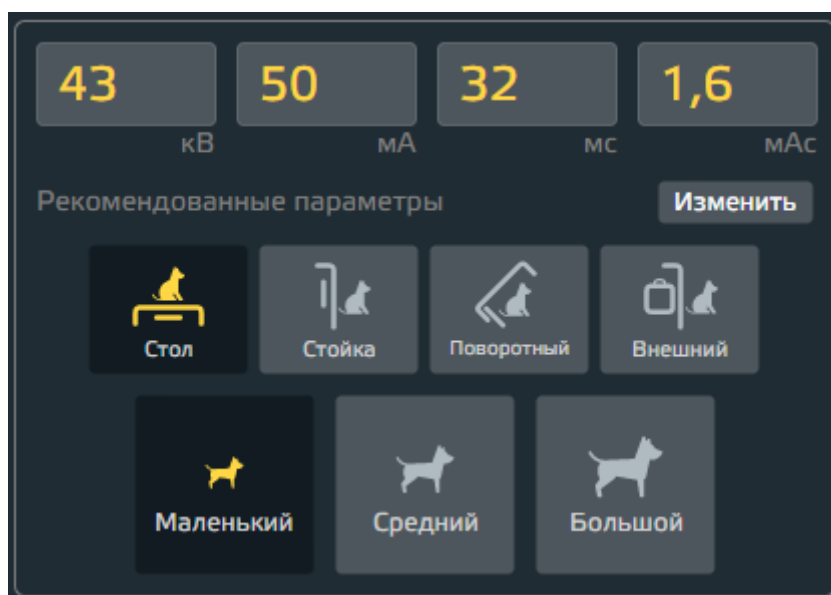 43 50 32 1,6
кВ мА мс мАс
Рекомендованные параметры Изменить
Стол Стойка Поворотный Внешний
Маленький Средний Большой